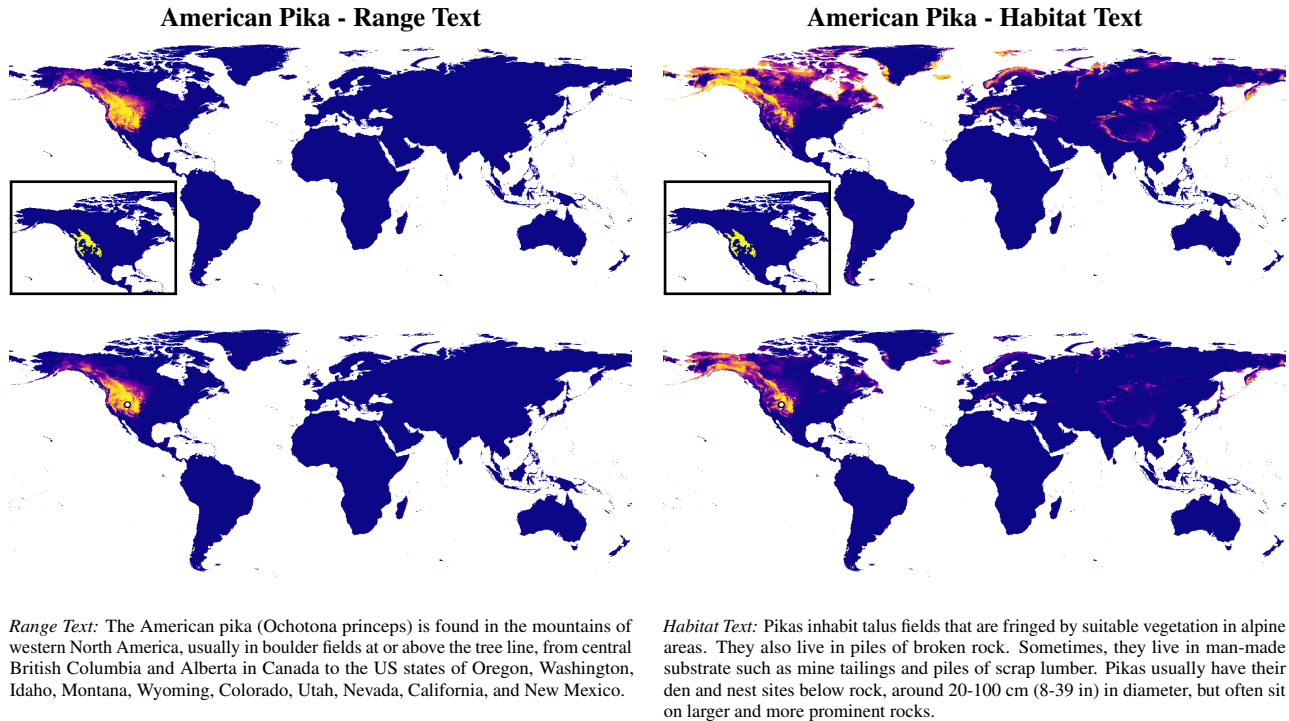 American Pika - Range Text
American Pika - Habitat Text
Range Text: The American pika (Ochotona princeps) is found in the mountains of
western North America, usually in boulder fields at or above the tree line, from central
British Columbia and Alberta in Canada to the US states of Oregon, Washington,
Idaho, Montana, Wyoming, Colorado, Utah, Nevada, California, and New Mexico.
Habitat Text: Pikas inhabit talus fields that are fringed by suitable vegetation in alpine
areas. They also live in piles of broken rock. Sometimes, they live in man-made
substrate such as mine tailings and piles of scrap lumber. Pikas usually have their
den and nest sites below rock, around 20-100 cm (8-39 in) in diameter, but often sit
on larger and more prominent rocks.